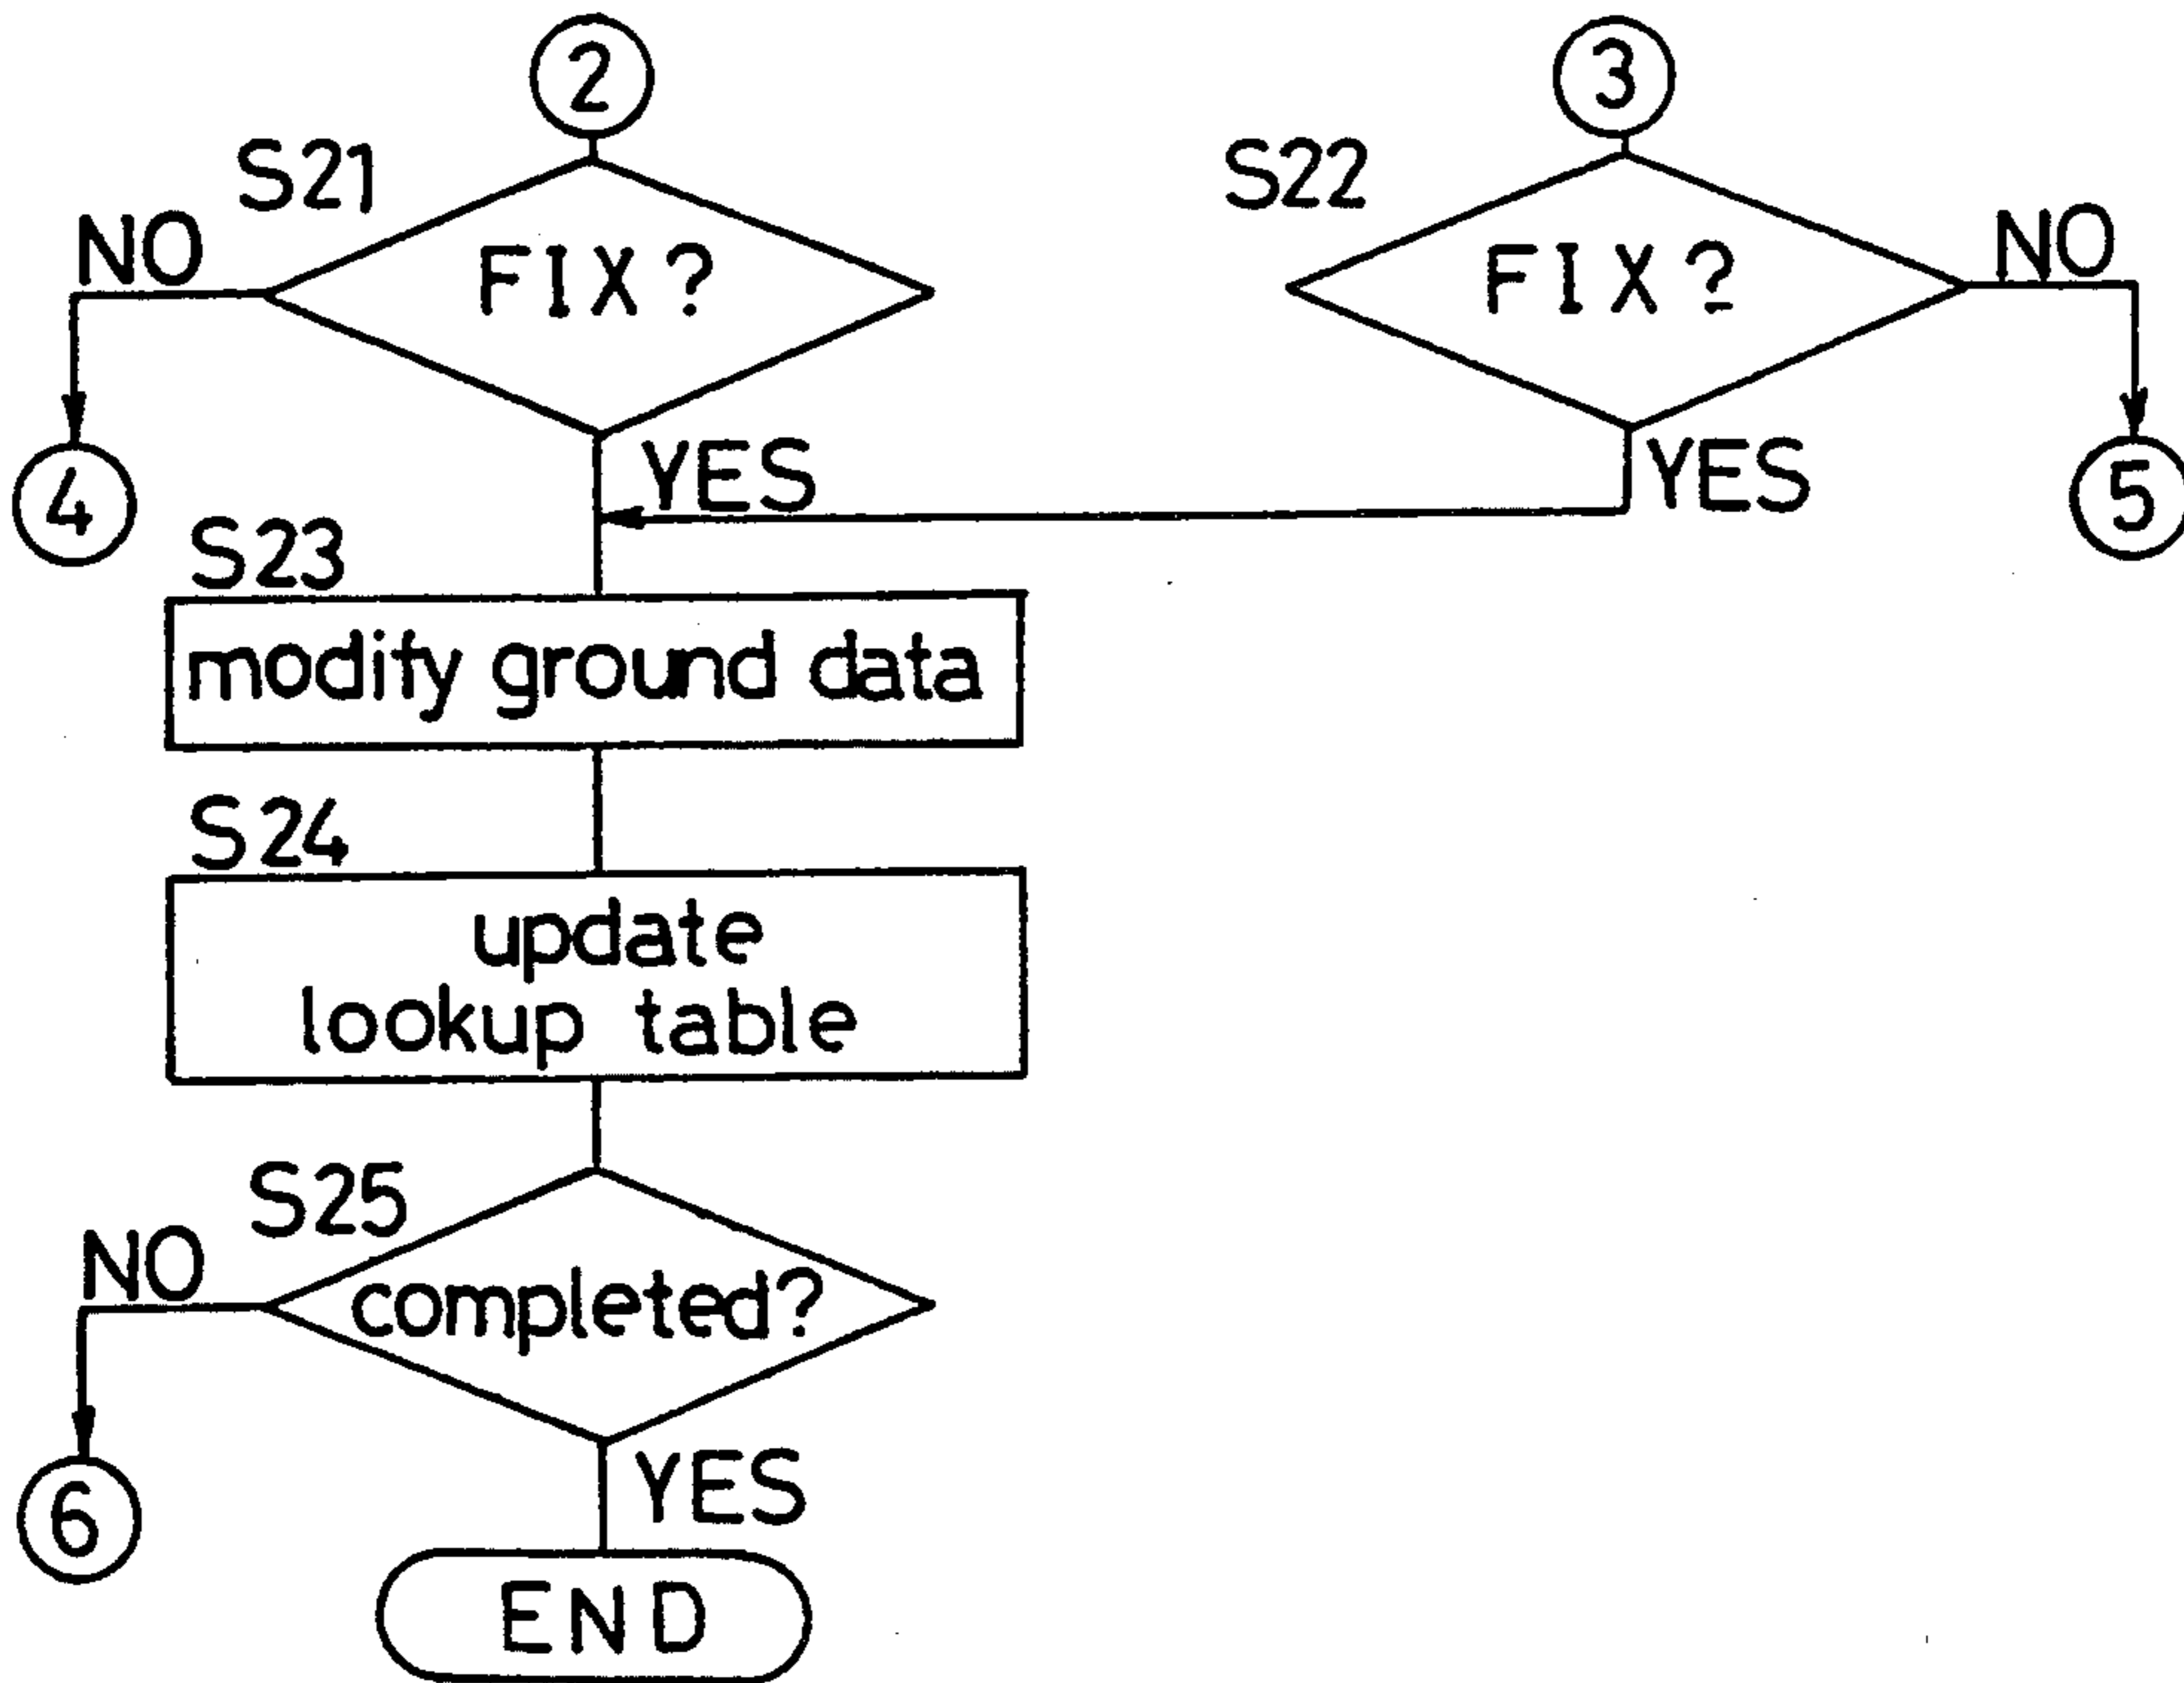 2
3
S21
S22
NO
FIX?
FIX?
NO
4
YES
YES
5
S23
modify ground data
S24
update
lookup table
S25
NO
completed?
6
YES
END